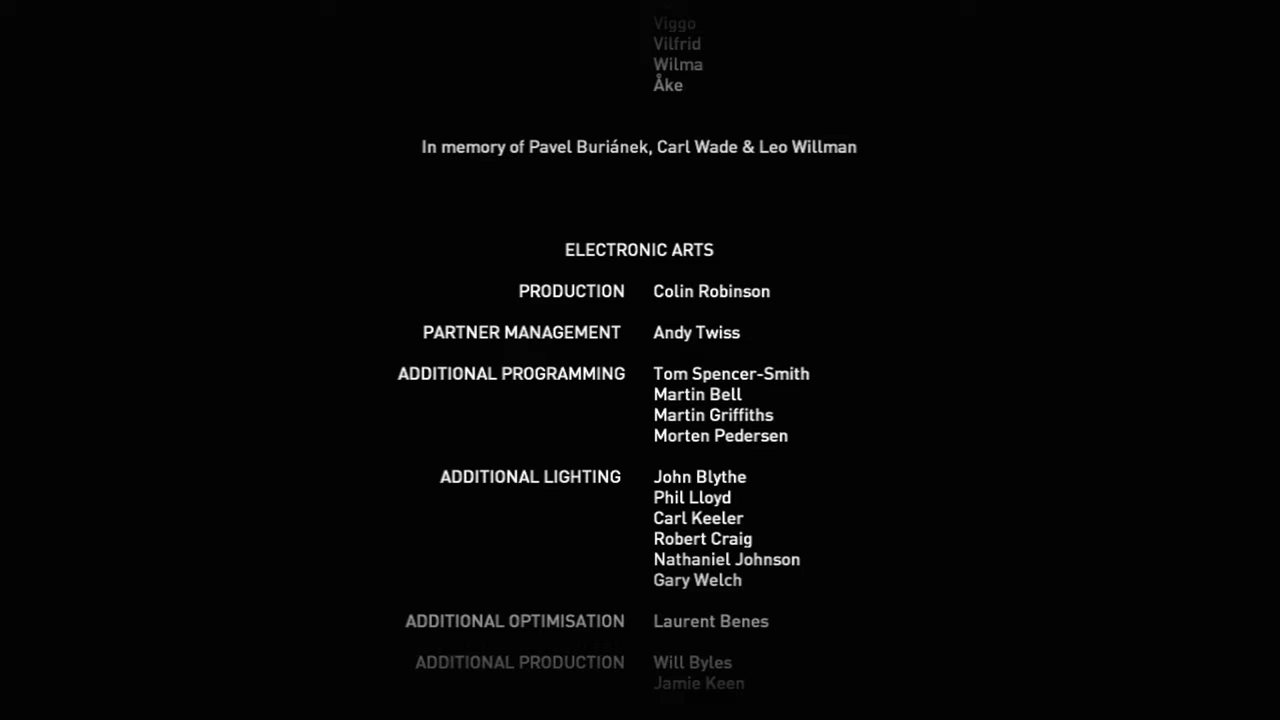 Viggo
Vilfrid
Wilma
Åke
In memory of Pavel Buriánek, Carl Wade & Leo Willman
ELECTRONIC ARTS
PRODUCTION Colin Robinson
PARTNER MANAGEMENT Andy Twiss
ADDITIONAL PROGRAMMING Tom Spencer-Smith
Martin Bell
Martin Griffiths
Morten Pedersen
ADDITIONAL LIGHTING John Blythe
Phil Lloyd
Carl Keeler
Robert Craig
Nathaniel Johnson
Gary Welch
ADDITIONAL OPTIMISATION Laurent Benes
ADDITIONAL PRODUCTION Will Byles
Jamie Keen